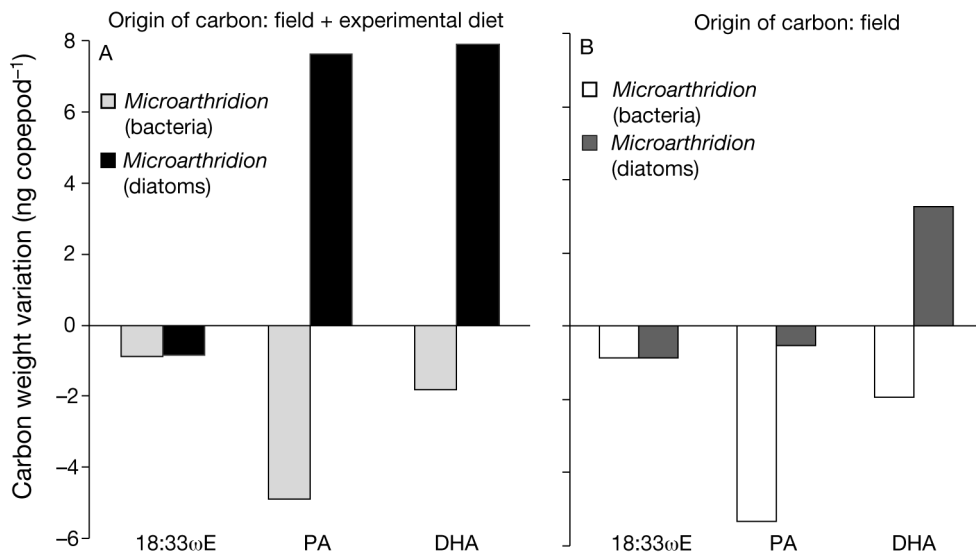 Origin of carbon: field + experimental diet
Origin of carbon: field
Carbon weight variation (ng copepod⁻¹)
8
6
4
2
0
−2
−4
−6
A
Microarthridion
(bacteria)
Microarthridion
(diatoms)
18:33ωE
PA
DHA
B
Microarthridion
(bacteria)
Microarthridion
(diatoms)
18:33ωE
PA
DHA